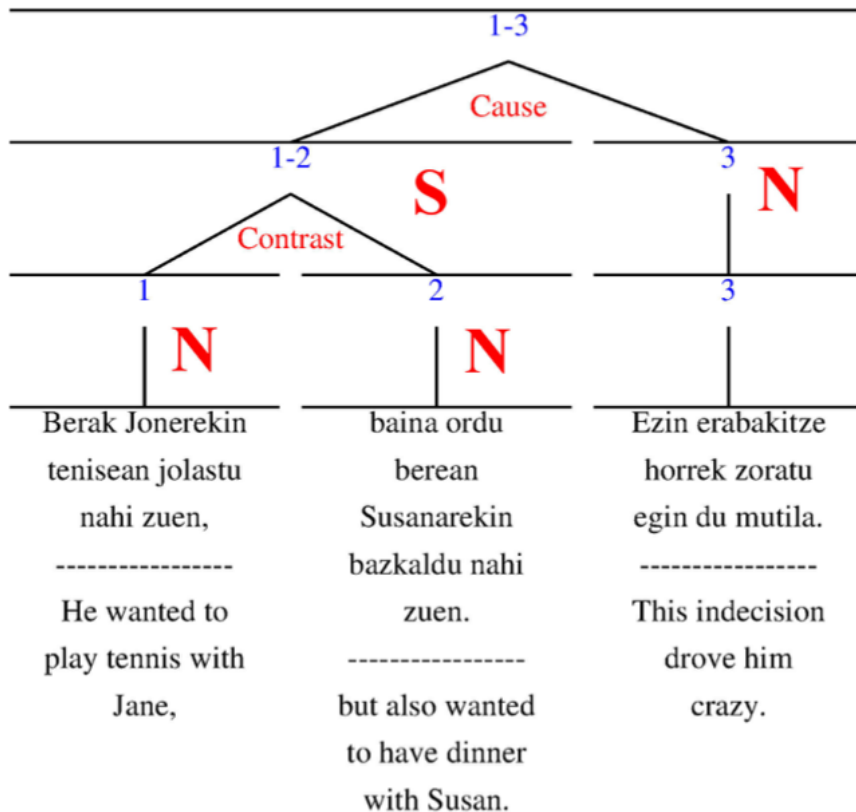 1-3
Cause
1-2
3
S
N
Contrast
1
2
3
N
N
Berak Jonerekin
tenisean jolastu
nahi zuen,
-----------------
He wanted to
play tennis with
Jane,
baina ordu
berean
Susanarekin
bazkaldu nahi
zuen.
-----------------
but also wanted
to have dinner
with Susan.
Ezin erabakitze
horrek zoratu
egin du mutila.
-----------------
This indecision
drove him
crazy.